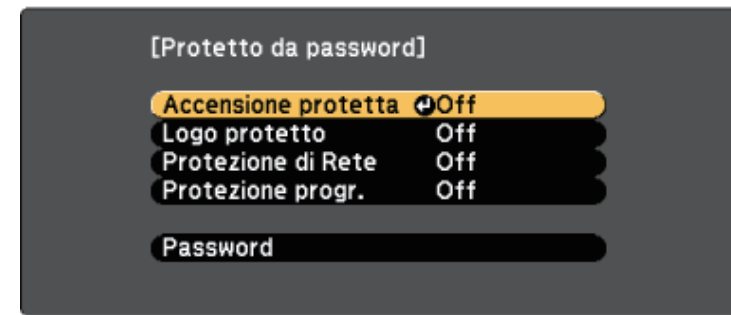 [Protetto da password]
Accensione protetta Off
Logo protetto Off
Protezione di Rete Off
Protezione progr. Off
Password